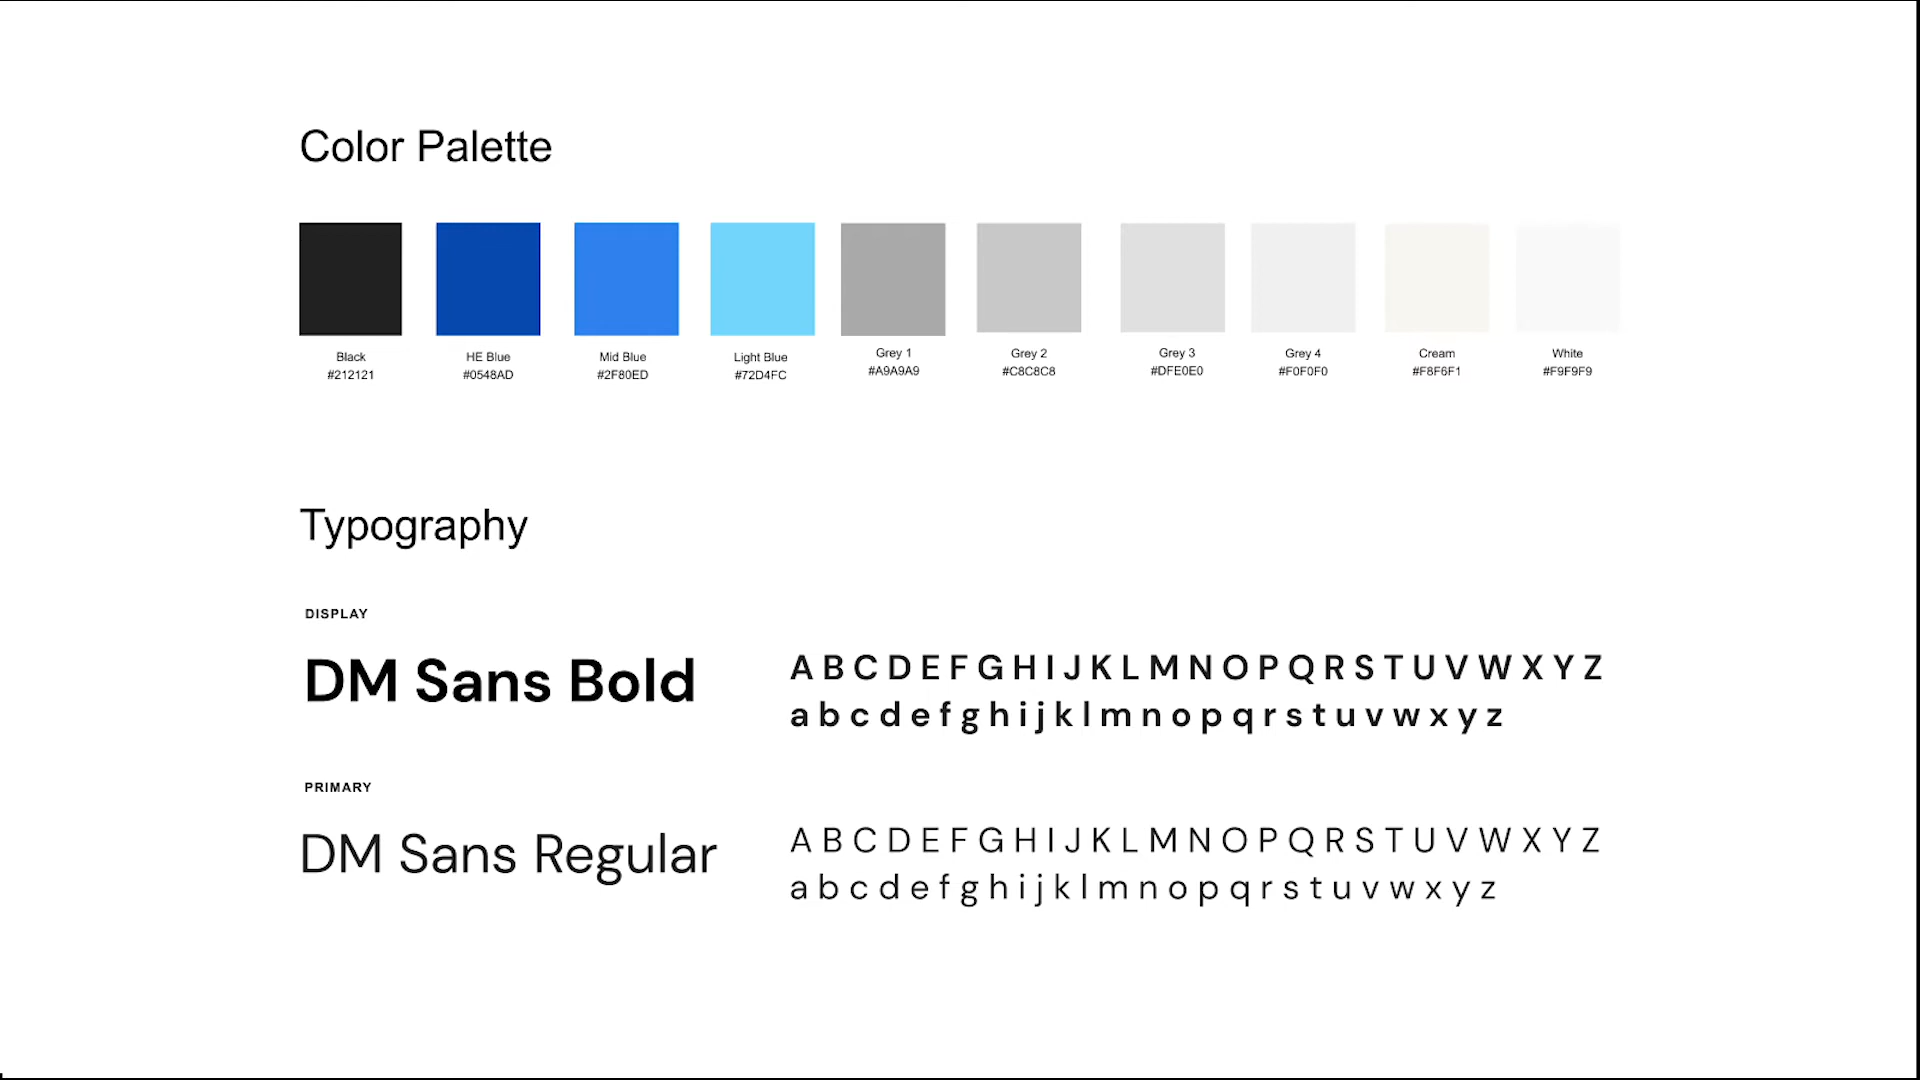 Color Palette
Black
#212121
HE Blue
#0548AD
Mid Blue
#2F80ED
Light Blue
#72D4FC
Grey 1
#A9A9A9
Grey 2
#C8C8C8
Grey 3
#DFE0E0
Grey 4
#F0F0F0
Cream
#F8F6F1
White
#F9F9F9
Typography
DISPLAY
DM Sans Bold
A B C D E F G H I J K L M N O P Q R S T U V W X Y Z
a b c d e f g h i j k l m n o p q r s t u v w x y z
PRIMARY
DM Sans Regular
A B C D E F G H I J K L M N O P Q R S T U V W X Y Z
a b c d e f g h i j k l m n o p q r s t u v w x y z